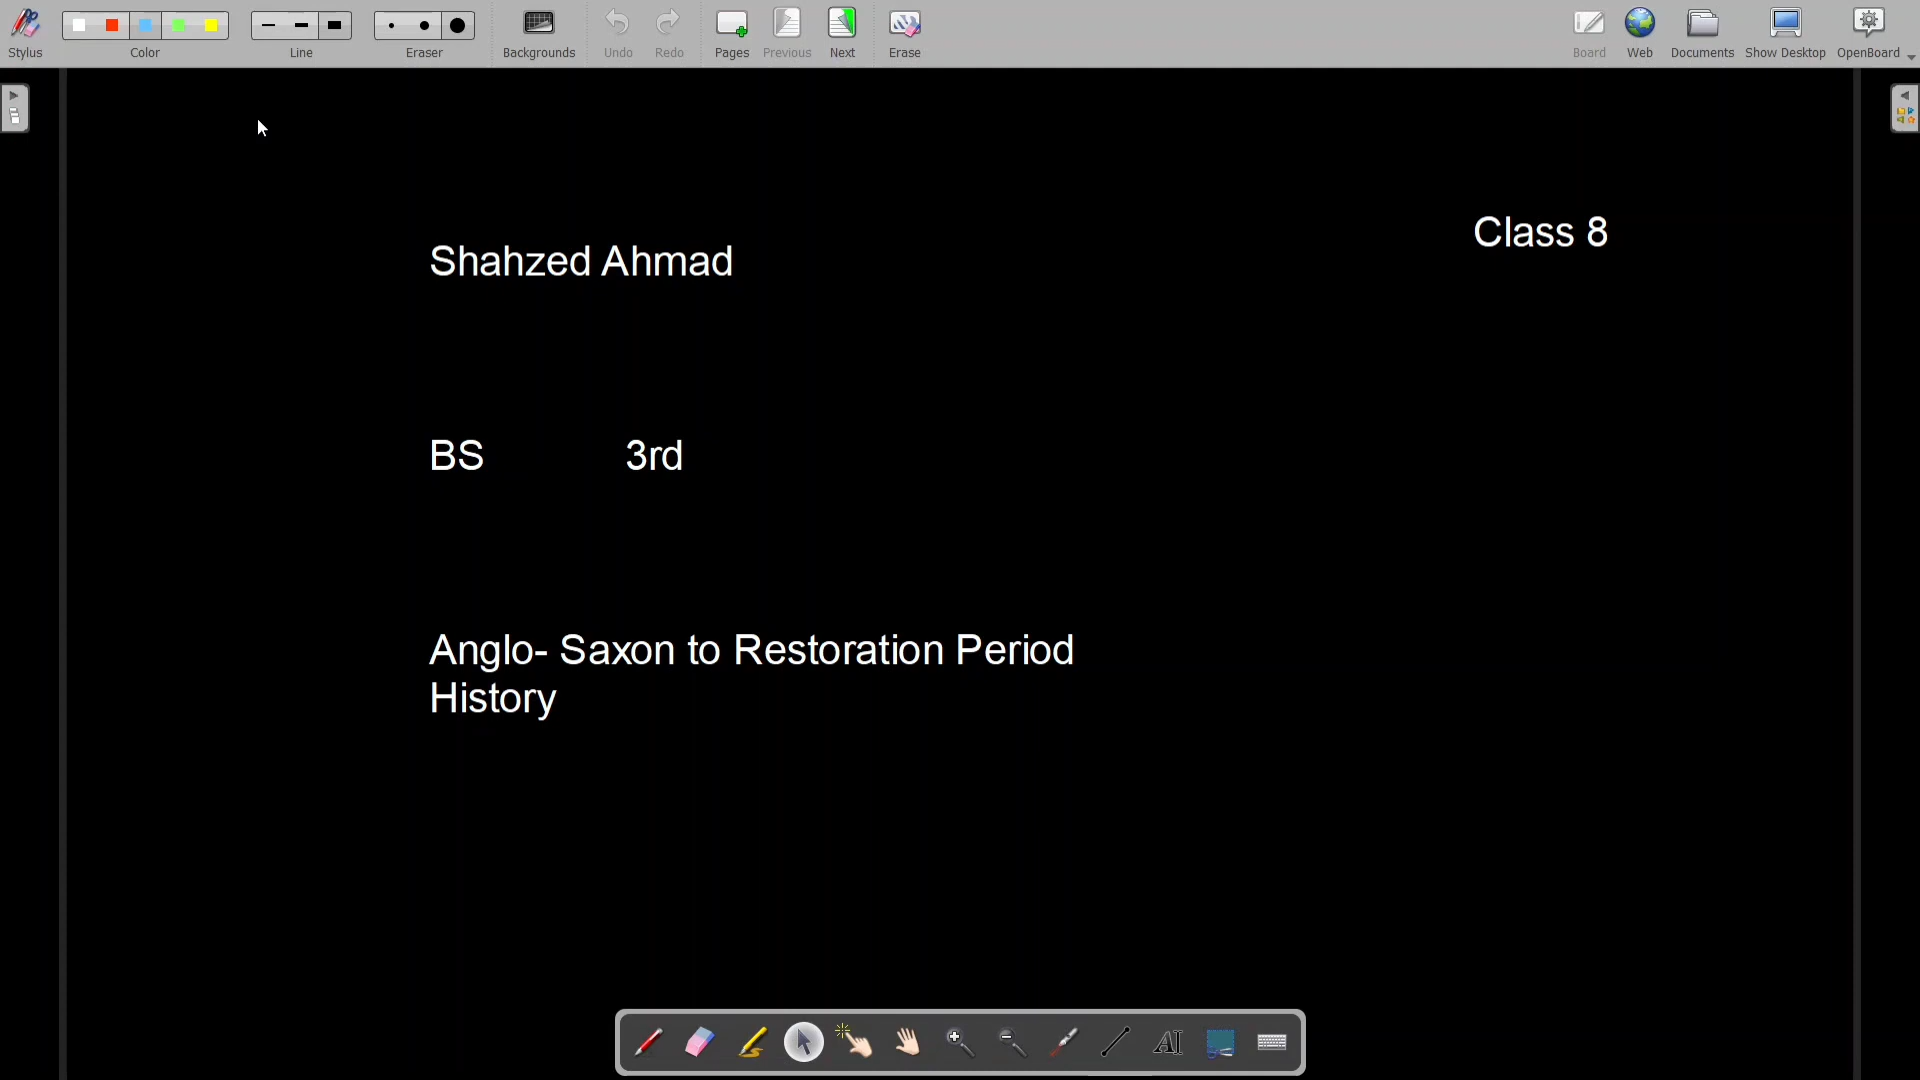 Stylus Color Line Eraser Backgrounds Undo Redo Pages Previous Next Erase Board Web Documents Show Desktop OpenBoard
Class 8
Shahzed Ahmad
BS 3rd
Anglo- Saxon to Restoration Period
History
AI